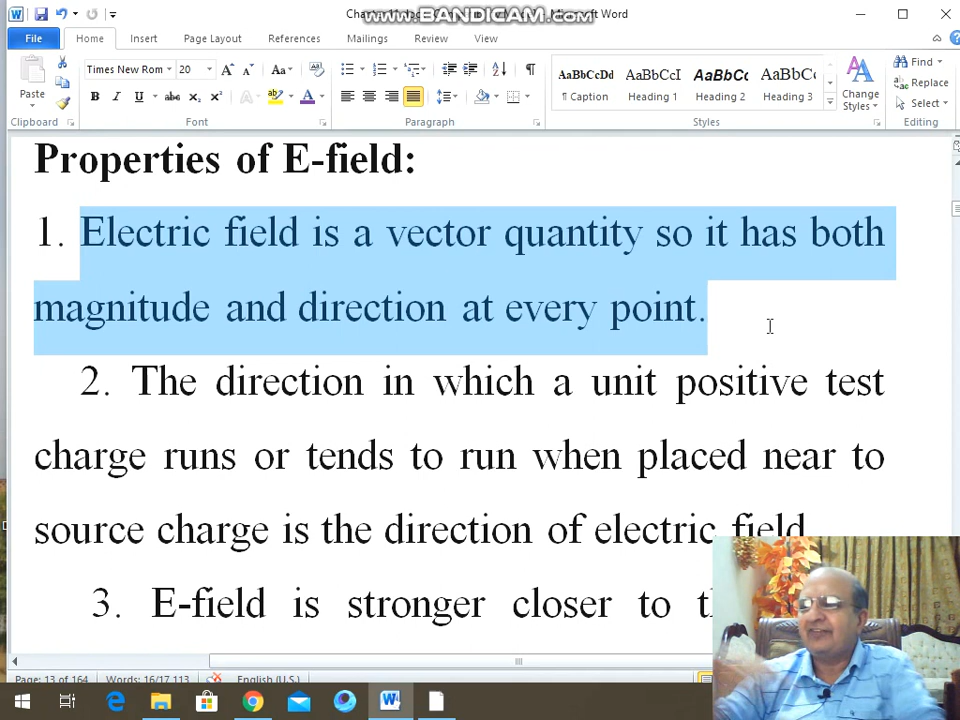 www.BANDICAM.com
Microsoft Word
File Home Insert Page Layout References Mailings Review View
Times New Rom 20
Paste
AaBbCcDd AaBbCcI AaBbCc AaBbC
¶ Caption Heading 1 Heading 2 Heading 3
Change Styles
Find
Replace
Select
Clipboard Font Paragraph Styles Editing
Properties of E-field:
1. Electric field is a vector quantity so it has both
magnitude and direction at every point.
2. The direction in which a unit positive test
charge runs or tends to run when placed near to
source charge is the direction of electric field.
3. E-field is stronger closer to
Page: 13 of 164 Words: 16/17,113 English (U.S.)